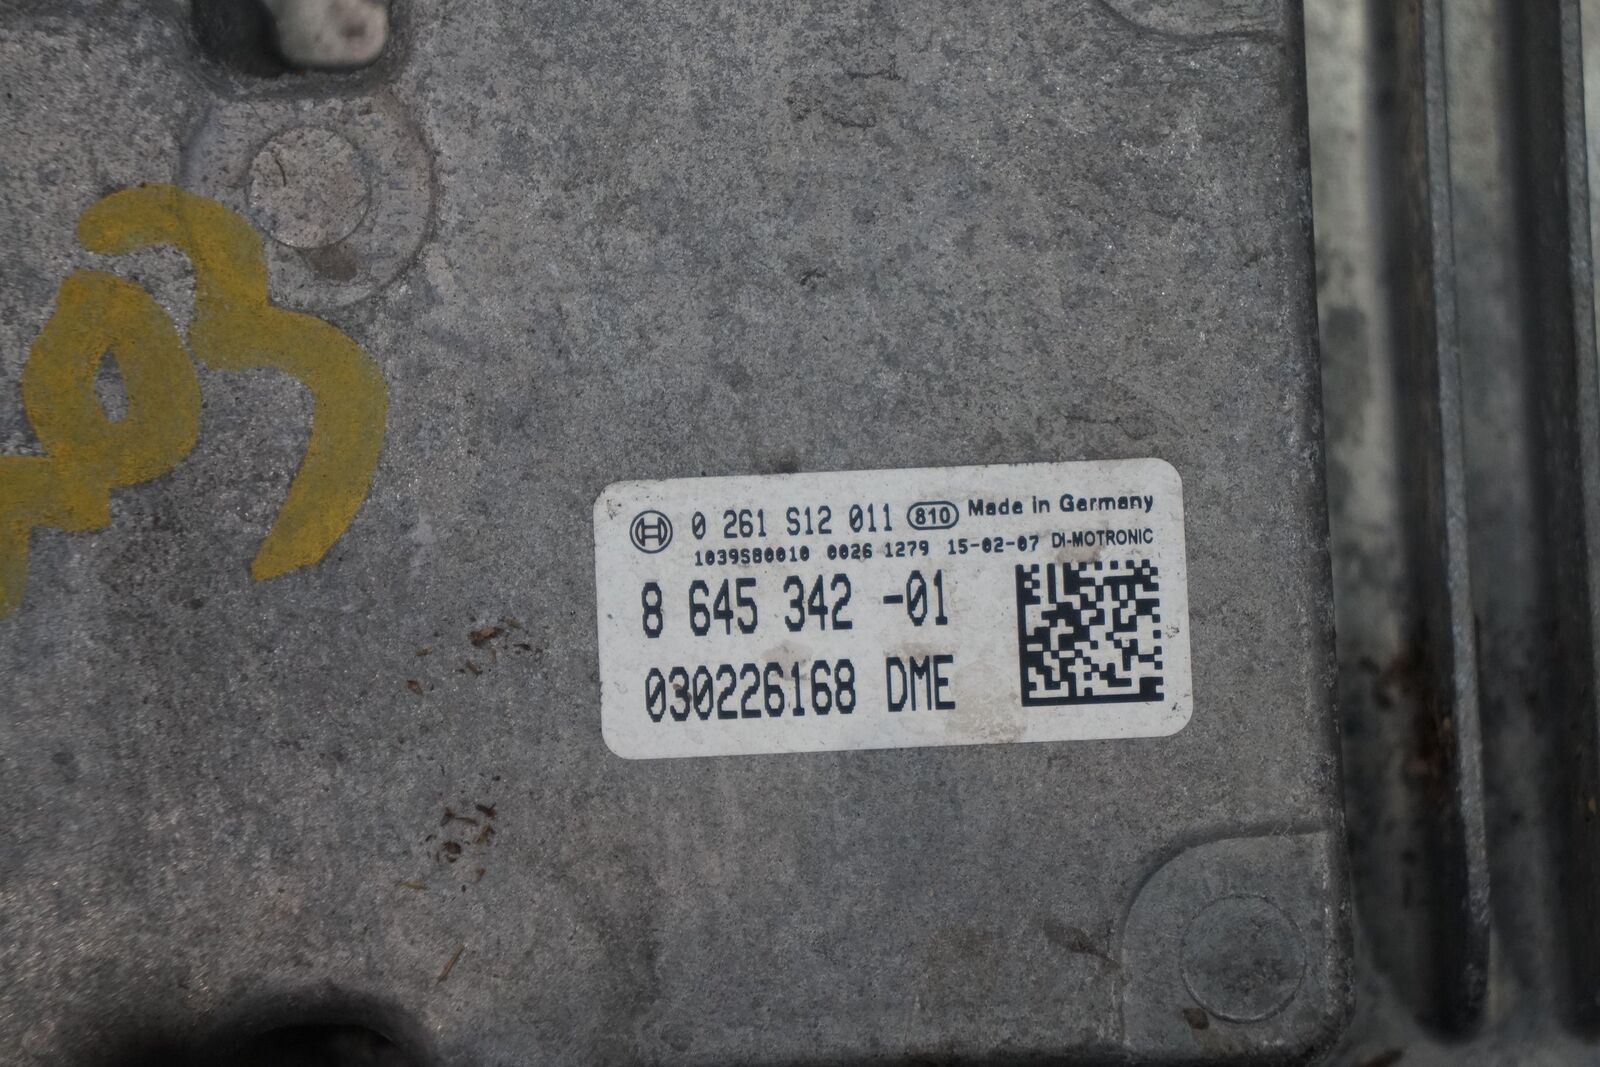 0 261 S12 011 810 Made in Germany
1039S80010 0026 1279 15-02-07 DI-MOTRONIC
8 645 342 -01
030226168 DME